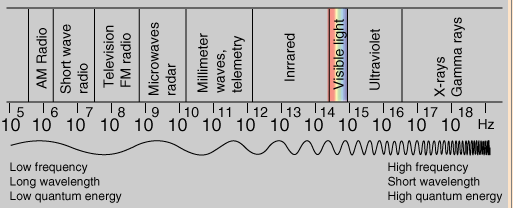 AM Radio
Short wave
radio
Television
FM radio
Microwaves
radar
Millimeter
waves,
telemetry
Inrrared
Visible light
Ultraviolet
X-rays
Gamma rays
10^5 10^6 10^7 10^8 10^9 10^10 10^11 10^12 10^13 10^14 10^15 10^16 10^17 10^18 Hz
Low frequency
Long wavelength
Low quantum energy
High frequency
Short wavelength
High quantum energy